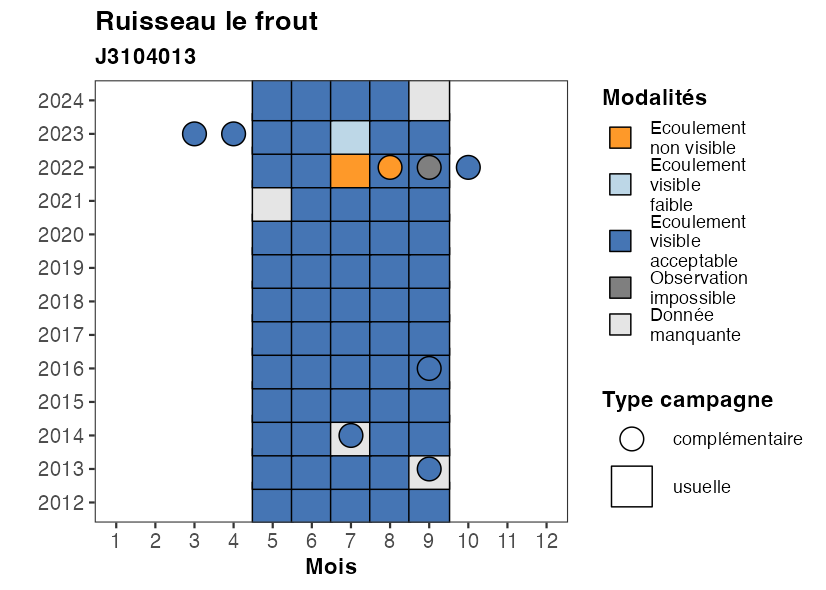 Ruisseau le frout
J3104013
2024
2023
2022
2021
2020
2019
2018
2017
2016
2015
2014
2013
2012
1 2 3 4 5 6 7 8 9 10 11 12
Mois
Modalités
Ecoulement
non visible
Ecoulement
visible
faible
Ecoulement
visible
acceptable
Observation
impossible
Donnée
manquante
Type campagne
complémentaire
usuelle